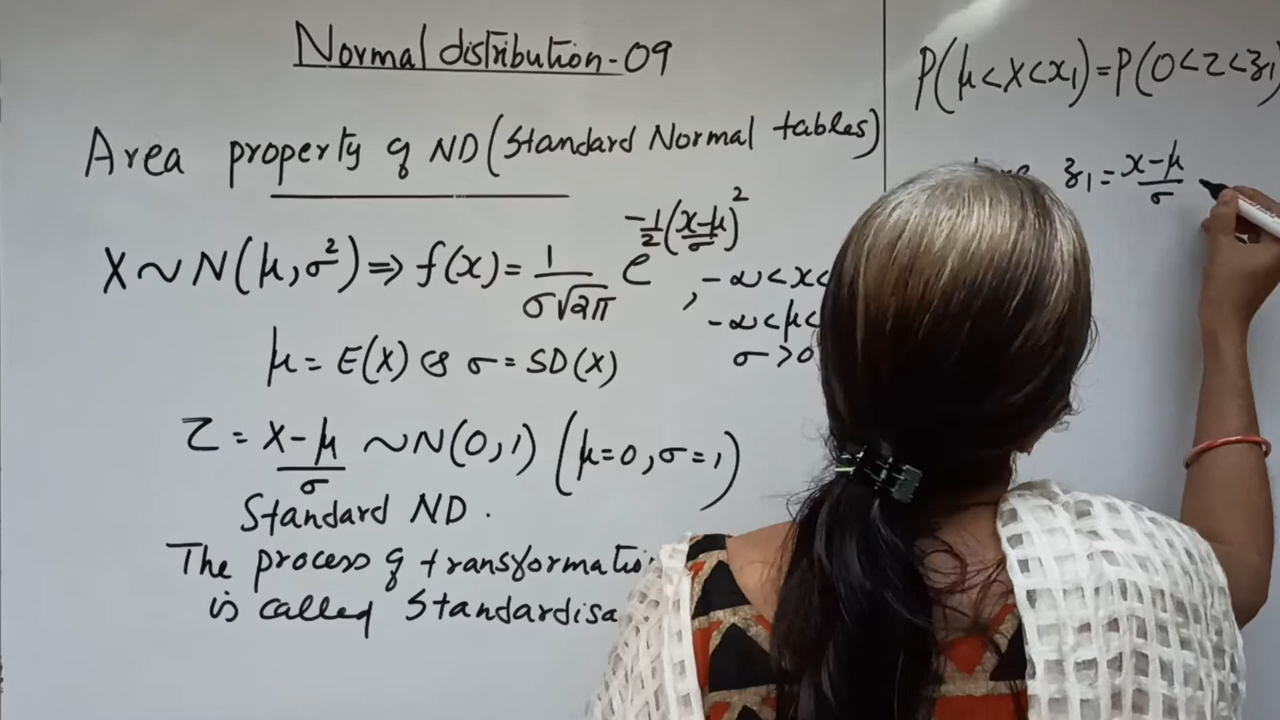 Normal distribution-09
Area property of ND (Standard Normal tables)
X~N(μ,σ²) ⇒ f(x) = 1/(σ√2π) e^(-1/2((x-μ)/σ)²), -∞<x<
-∞<μ<
σ>0
μ = E(X) & σ = SD(X)
Z = (X-μ)/σ ~N(0,1) (μ=0, σ=1)
Standard ND.
The process of transformatio
is called Standardisa
P(μ<X<x₁) = P(0<Z<z₁
z₁ = (x-μ)/σ